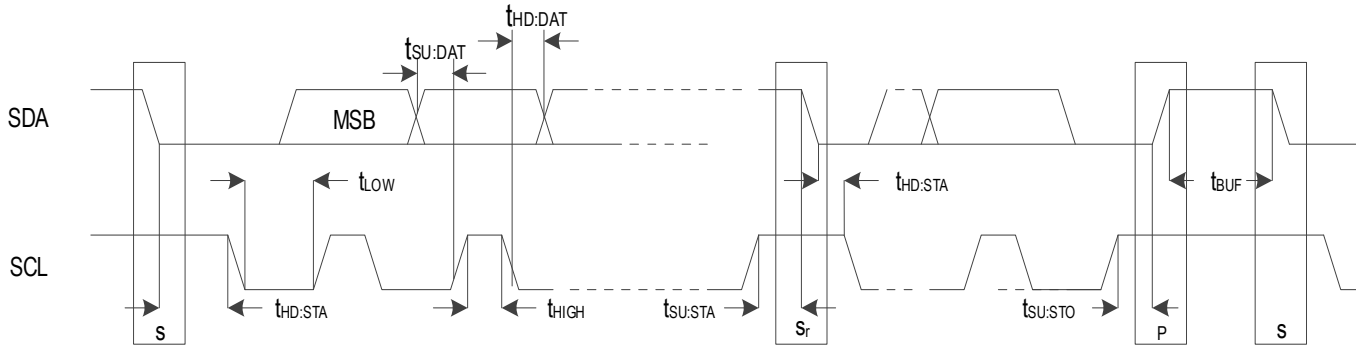 tHD:DAT
tSU:DAT
SDA
MSB
tLOW
tHD:STA
tBUF
SCL
tHD:STA
tHIGH
tSU:STA
tSU:STO
S
Sr
P
S